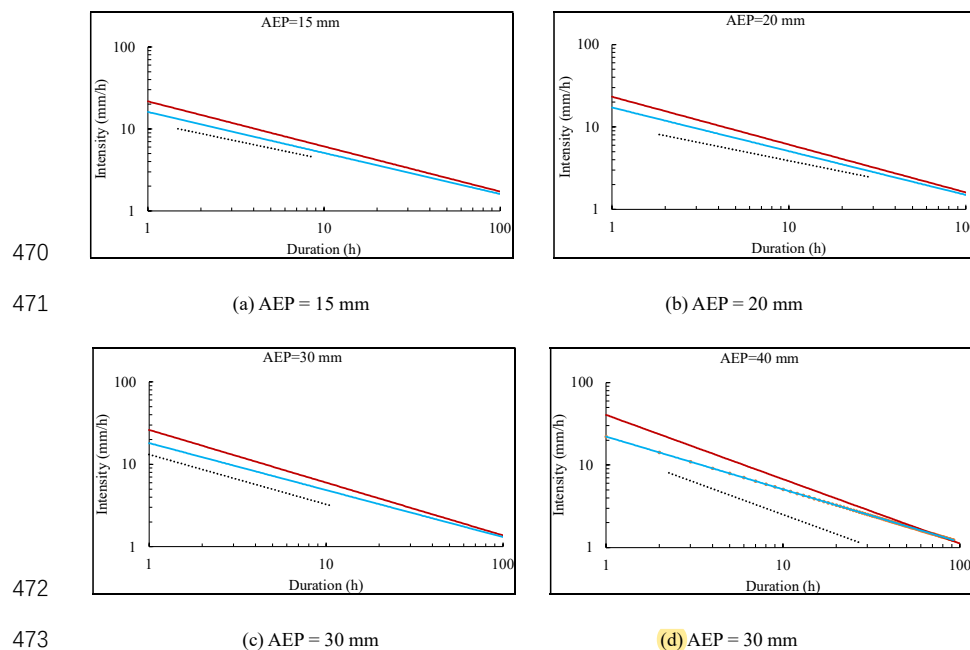 AEP=15 mm
100
10
1
1
10
100
Intensity (mm/h)
Duration (h)
AEP=20 mm
100
10
1
1
10
100
Intensity (mm/h)
Duration (h)
470
471
(a) AEP = 15 mm
(b) AEP = 20 mm
AEP=30 mm
100
10
1
1
10
100
Intensity (mm/h)
Duration (h)
AEP=40 mm
100
10
1
1
10
100
Intensity (mm/h)
Duration (h)
472
473
(c) AEP = 30 mm
(d) AEP = 30 mm